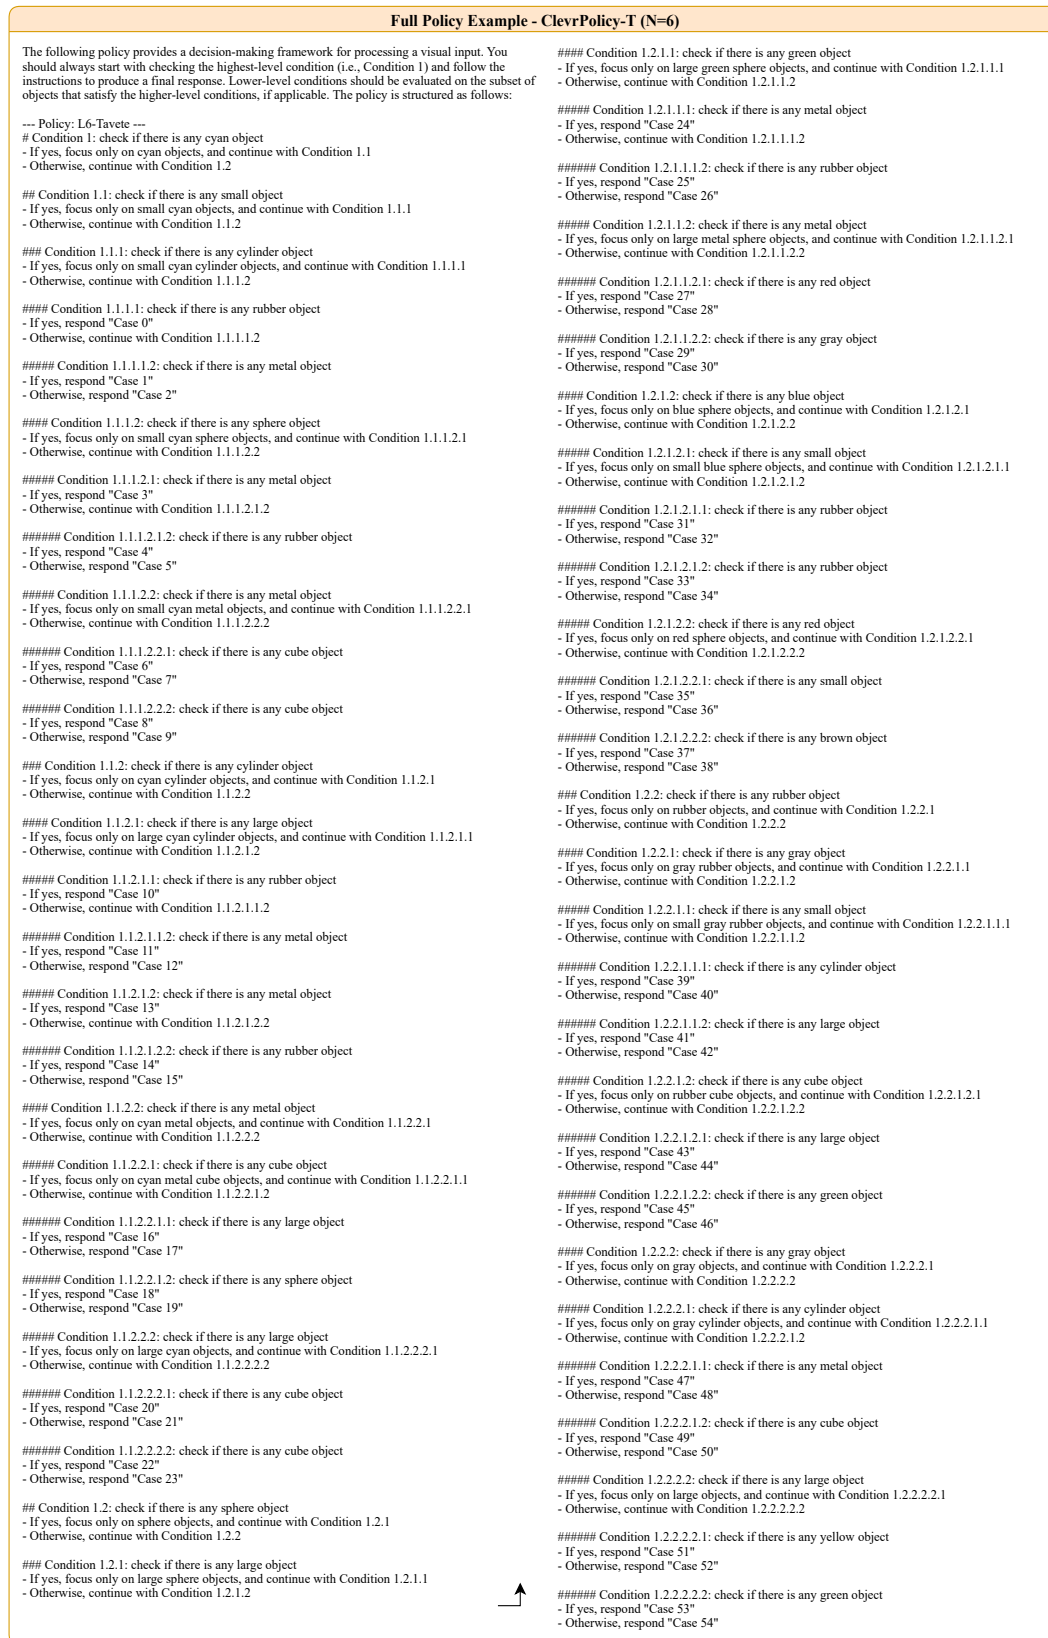 Full Policy Example - ClevrPolicy-T (N=6)
The following policy provides a decision-making framework for processing a visual input. You
should always start with checking the highest-level condition (i.e., Condition 1) and follow the
instructions to produce a final response. Lower-level conditions should be evaluated on the subset of
objects that satisfy the higher-level conditions, if applicable. The policy is structured as follows:
--- Policy: L6-Tavete ---
# Condition 1: check if there is any cyan object
- If yes, focus only on cyan objects, and continue with Condition 1.1
- Otherwise, continue with Condition 1.2
## Condition 1.1: check if there is any small object
- If yes, focus only on small cyan objects, and continue with Condition 1.1.1
- Otherwise, continue with Condition 1.1.2
### Condition 1.1.1: check if there is any cylinder object
- If yes, focus only on small cyan cylinder objects, and continue with Condition 1.1.1.1
- Otherwise, continue with Condition 1.1.1.2
#### Condition 1.1.1.1: check if there is any rubber object
- If yes, respond "Case 0"
- Otherwise, continue with Condition 1.1.1.1.2
##### Condition 1.1.1.1.2: check if there is any metal object
- If yes, respond "Case 1"
- Otherwise, respond "Case 2"
#### Condition 1.1.1.2: check if there is any sphere object
- If yes, focus only on small cyan sphere objects, and continue with Condition 1.1.1.2.1
- Otherwise, continue with Condition 1.1.1.2.2
##### Condition 1.1.1.2.1: check if there is any metal object
- If yes, respond "Case 3"
- Otherwise, continue with Condition 1.1.1.2.1.2
###### Condition 1.1.1.2.1.2: check if there is any rubber object
- If yes, respond "Case 4"
- Otherwise, respond "Case 5"
##### Condition 1.1.1.2.2: check if there is any metal object
- If yes, focus only on small cyan metal objects, and continue with Condition 1.1.1.2.2.1
- Otherwise, continue with Condition 1.1.1.2.2.2
###### Condition 1.1.1.2.2.1: check if there is any cube object
- If yes, respond "Case 6"
- Otherwise, respond "Case 7"
###### Condition 1.1.1.2.2.2: check if there is any cube object
- If yes, respond "Case 8"
- Otherwise, respond "Case 9"
### Condition 1.1.2: check if there is any cylinder object
- If yes, focus only on cyan cylinder objects, and continue with Condition 1.1.2.1
- Otherwise, continue with Condition 1.1.2.2
#### Condition 1.1.2.1: check if there is any large object
- If yes, focus only on large cyan cylinder objects, and continue with Condition 1.1.2.1.1
- Otherwise, continue with Condition 1.1.2.1.2
##### Condition 1.1.2.1.1: check if there is any rubber object
- If yes, respond "Case 10"
- Otherwise, continue with Condition 1.1.2.1.1.2
###### Condition 1.1.2.1.1.2: check if there is any metal object
- If yes, respond "Case 11"
- Otherwise, respond "Case 12"
##### Condition 1.1.2.1.2: check if there is any metal object
- If yes, respond "Case 13"
- Otherwise, continue with Condition 1.1.2.1.2.2
###### Condition 1.1.2.1.2.2: check if there is any rubber object
- If yes, respond "Case 14"
- Otherwise, respond "Case 15"
#### Condition 1.1.2.2: check if there is any metal object
- If yes, focus only on cyan metal objects, and continue with Condition 1.1.2.2.1
- Otherwise, continue with Condition 1.1.2.2.2
##### Condition 1.1.2.2.1: check if there is any cube object
- If yes, focus only on cyan metal cube objects, and continue with Condition 1.1.2.2.1.1
- Otherwise, continue with Condition 1.1.2.2.1.2
###### Condition 1.1.2.2.1.1: check if there is any large object
- If yes, respond "Case 16"
- Otherwise, respond "Case 17"
###### Condition 1.1.2.2.1.2: check if there is any sphere object
- If yes, respond "Case 18"
- Otherwise, respond "Case 19"
##### Condition 1.1.2.2.2: check if there is any large object
- If yes, focus only on large cyan objects, and continue with Condition 1.1.2.2.2.1
- Otherwise, continue with Condition 1.1.2.2.2.2
###### Condition 1.1.2.2.2.1: check if there is any cube object
- If yes, respond "Case 20"
- Otherwise, respond "Case 21"
###### Condition 1.1.2.2.2.2: check if there is any cube object
- If yes, respond "Case 22"
- Otherwise, respond "Case 23"
## Condition 1.2: check if there is any sphere object
- If yes, focus only on sphere objects, and continue with Condition 1.2.1
- Otherwise, continue with Condition 1.2.2
### Condition 1.2.1: check if there is any large object
- If yes, focus only on large sphere objects, and continue with Condition 1.2.1.1
- Otherwise, continue with Condition 1.2.1.2
#### Condition 1.2.1.1: check if there is any green object
- If yes, focus only on large green sphere objects, and continue with Condition 1.2.1.1.1
- Otherwise, continue with Condition 1.2.1.1.2
##### Condition 1.2.1.1.1: check if there is any metal object
- If yes, respond "Case 24"
- Otherwise, continue with Condition 1.2.1.1.1.2
###### Condition 1.2.1.1.1.2: check if there is any rubber object
- If yes, respond "Case 25"
- Otherwise, respond "Case 26"
##### Condition 1.2.1.1.2: check if there is any metal object
- If yes, focus only on large metal sphere objects, and continue with Condition 1.2.1.1.2.1
- Otherwise, continue with Condition 1.2.1.1.2.2
###### Condition 1.2.1.1.2.1: check if there is any red object
- If yes, respond "Case 27"
- Otherwise, respond "Case 28"
###### Condition 1.2.1.1.2.2: check if there is any gray object
- If yes, respond "Case 29"
- Otherwise, respond "Case 30"
#### Condition 1.2.1.2: check if there is any blue object
- If yes, focus only on blue sphere objects, and continue with Condition 1.2.1.2.1
- Otherwise, continue with Condition 1.2.1.2.2
##### Condition 1.2.1.2.1: check if there is any small object
- If yes, focus only on small blue sphere objects, and continue with Condition 1.2.1.2.1.1
- Otherwise, continue with Condition 1.2.1.2.1.2
###### Condition 1.2.1.2.1.1: check if there is any rubber object
- If yes, respond "Case 31"
- Otherwise, respond "Case 32"
###### Condition 1.2.1.2.1.2: check if there is any rubber object
- If yes, respond "Case 33"
- Otherwise, respond "Case 34"
##### Condition 1.2.1.2.2: check if there is any red object
- If yes, focus only on red sphere objects, and continue with Condition 1.2.1.2.2.1
- Otherwise, continue with Condition 1.2.1.2.2.2
###### Condition 1.2.1.2.2.1: check if there is any small object
- If yes, respond "Case 35"
- Otherwise, respond "Case 36"
###### Condition 1.2.1.2.2.2: check if there is any brown object
- If yes, respond "Case 37"
- Otherwise, respond "Case 38"
### Condition 1.2.2: check if there is any rubber object
- If yes, focus only on rubber objects, and continue with Condition 1.2.2.1
- Otherwise, continue with Condition 1.2.2.2
#### Condition 1.2.2.1: check if there is any gray object
- If yes, focus only on gray rubber objects, and continue with Condition 1.2.2.1.1
- Otherwise, continue with Condition 1.2.2.1.2
##### Condition 1.2.2.1.1: check if there is any small object
- If yes, focus only on small gray rubber objects, and continue with Condition 1.2.2.1.1.1
- Otherwise, continue with Condition 1.2.2.1.1.2
###### Condition 1.2.2.1.1.1: check if there is any cylinder object
- If yes, respond "Case 39"
- Otherwise, respond "Case 40"
###### Condition 1.2.2.1.1.2: check if there is any large object
- If yes, respond "Case 41"
- Otherwise, respond "Case 42"
##### Condition 1.2.2.1.2: check if there is any cube object
- If yes, focus only on rubber cube objects, and continue with Condition 1.2.2.1.2.1
- Otherwise, continue with Condition 1.2.2.1.2.2
###### Condition 1.2.2.1.2.1: check if there is any large object
- If yes, respond "Case 43"
- Otherwise, respond "Case 44"
###### Condition 1.2.2.1.2.2: check if there is any green object
- If yes, respond "Case 45"
- Otherwise, respond "Case 46"
#### Condition 1.2.2.2: check if there is any gray object
- If yes, focus only on gray objects, and continue with Condition 1.2.2.2.1
- Otherwise, continue with Condition 1.2.2.2.2
##### Condition 1.2.2.2.1: check if there is any cylinder object
- If yes, focus only on gray cylinder objects, and continue with Condition 1.2.2.2.1.1
- Otherwise, continue with Condition 1.2.2.2.1.2
###### Condition 1.2.2.2.1.1: check if there is any metal object
- If yes, respond "Case 47"
- Otherwise, respond "Case 48"
###### Condition 1.2.2.2.1.2: check if there is any cube object
- If yes, respond "Case 49"
- Otherwise, respond "Case 50"
##### Condition 1.2.2.2.2: check if there is any large object
- If yes, focus only on large objects, and continue with Condition 1.2.2.2.2.1
- Otherwise, continue with Condition 1.2.2.2.2.2
###### Condition 1.2.2.2.2.1: check if there is any yellow object
- If yes, respond "Case 51"
- Otherwise, respond "Case 52"
###### Condition 1.2.2.2.2.2: check if there is any green object
- If yes, respond "Case 53"
- Otherwise, respond "Case 54"